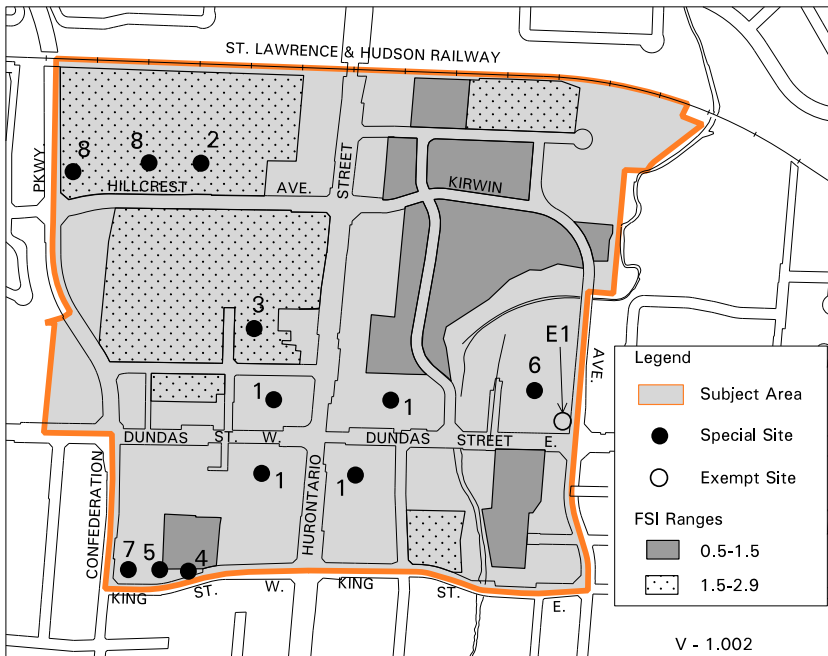 ST. LAWRENCE & HUDSON RAILWAY
8
8
2
PKWY.
HILLCREST AVE.
STREET
KIRWIN
3
E1
6
AVE.
1
1
DUNDAS ST. W.
DUNDAS STREET E.
CONFEDERATION
1
HURONTARIO
1
7
5
4
KING ST. W.
KING ST. E.
Legend
Subject Area
Special Site
Exempt Site
FSI Ranges
0.5-1.5
1.5-2.9
V - 1.002